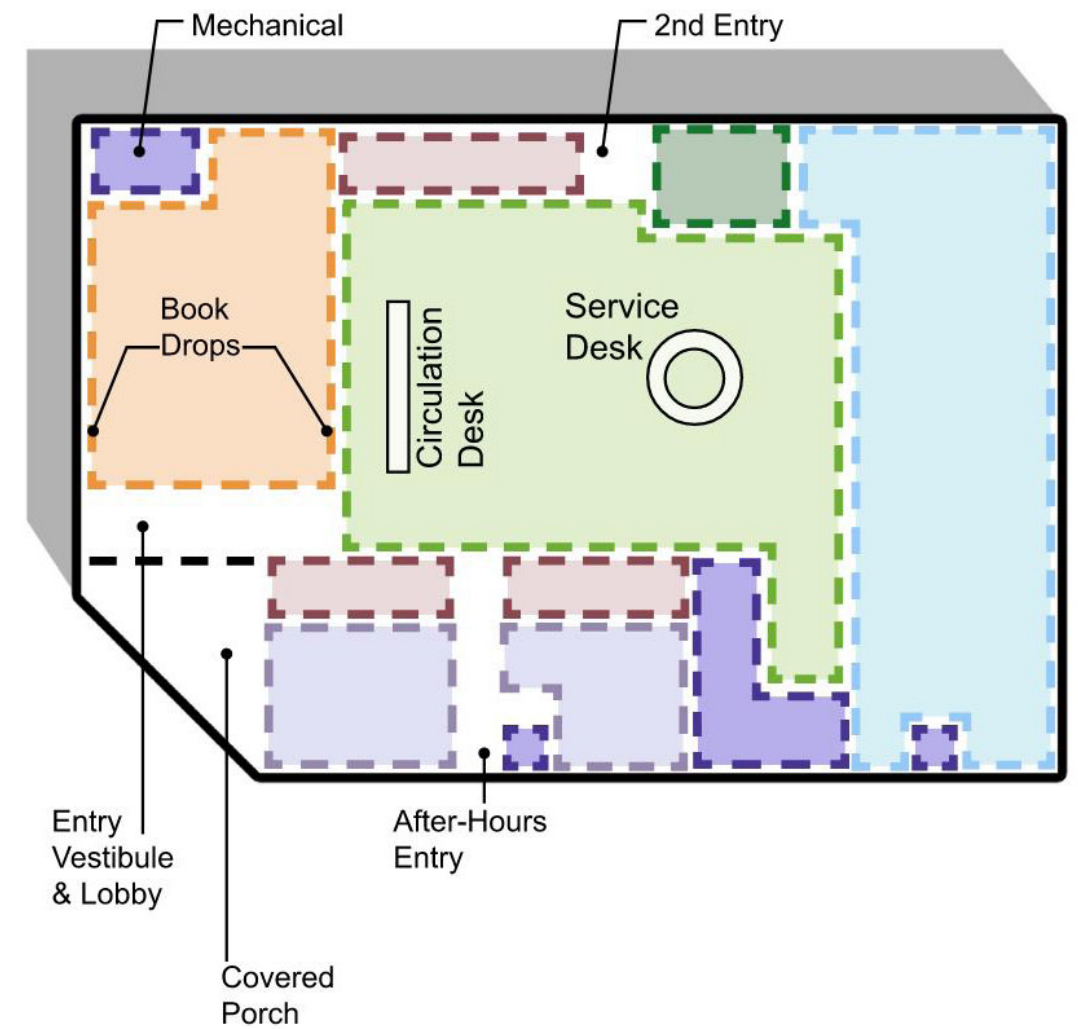 Mechanical
2nd Entry
Book
Drops
Service
Desk
Circulation
Desk
Entry
Vestibule
& Lobby
After-Hours
Entry
Covered
Porch